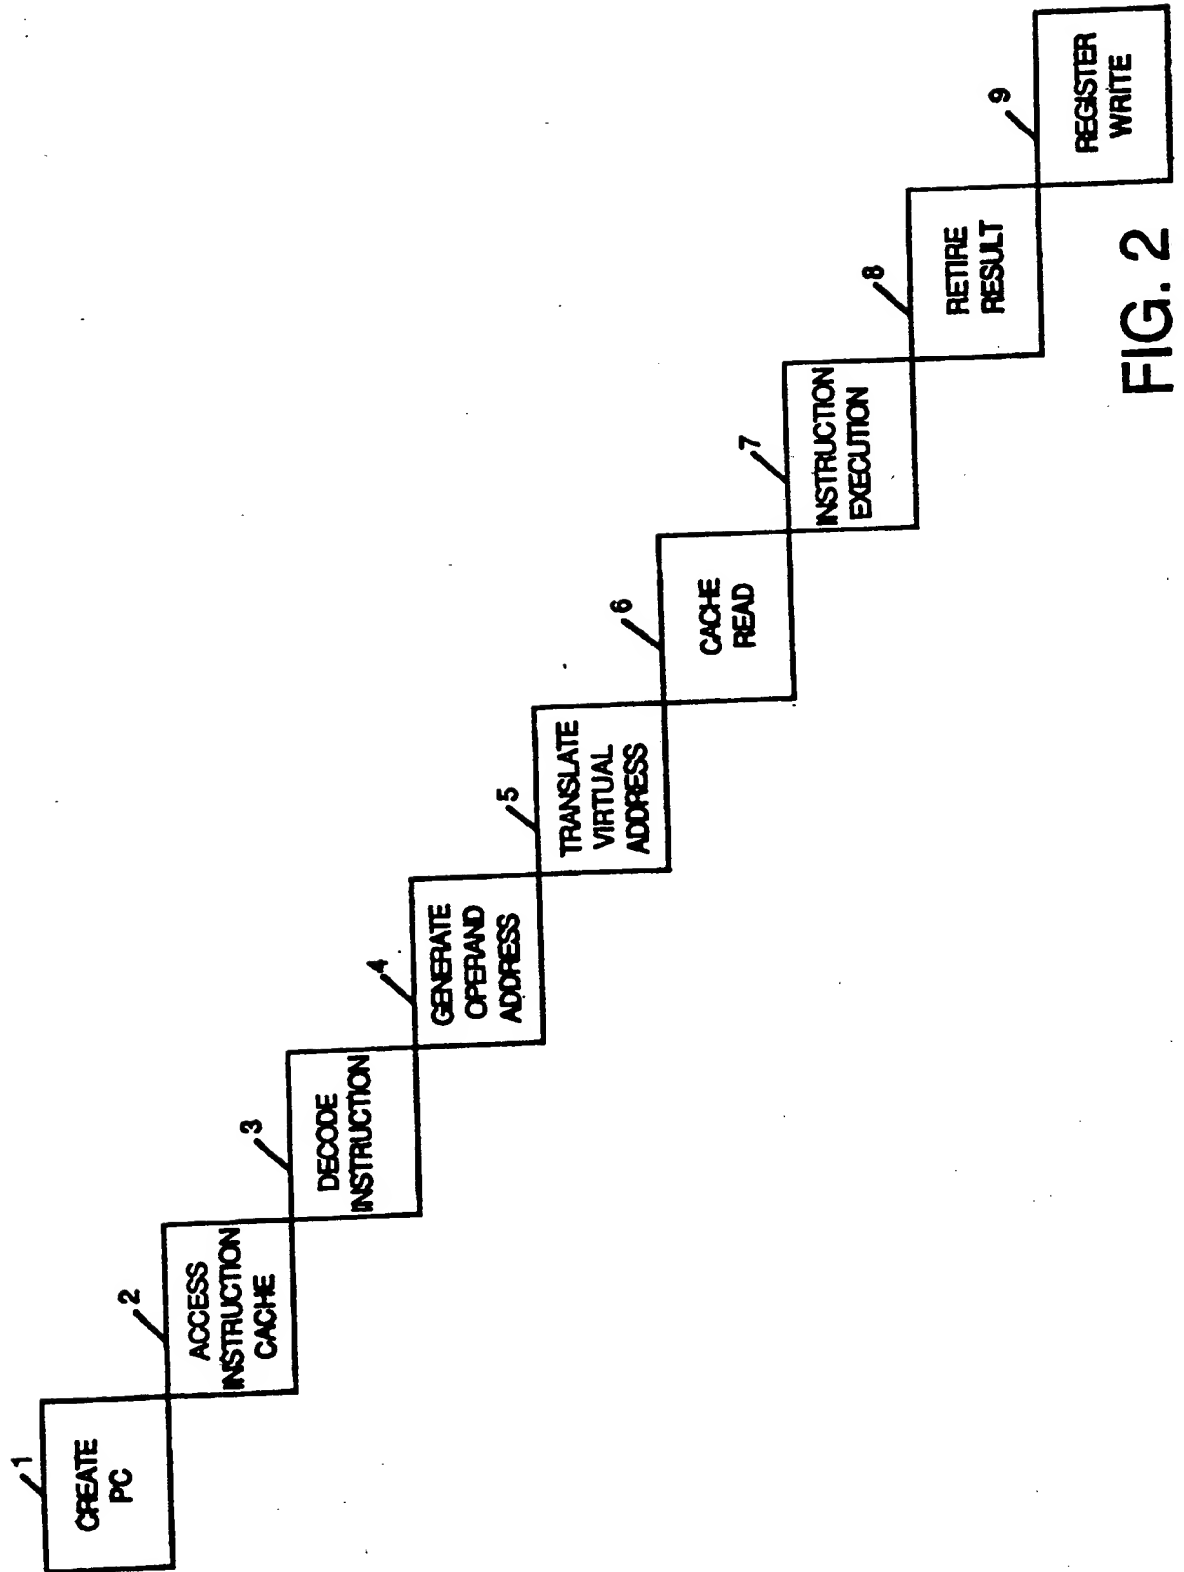 1
CREATE
PC
2
ACCESS
INSTRUCTION
CACHE
3
DECODE
INSTRUCTION
4
GENERATE
OPERAND
ADDRESS
5
TRANSLATE
VIRTUAL
ADDRESS
6
CACHE
READ
7
INSTRUCTION
EXECUTION
8
RETIRE
RESULT
9
REGISTER
WRITE
FIG. 2